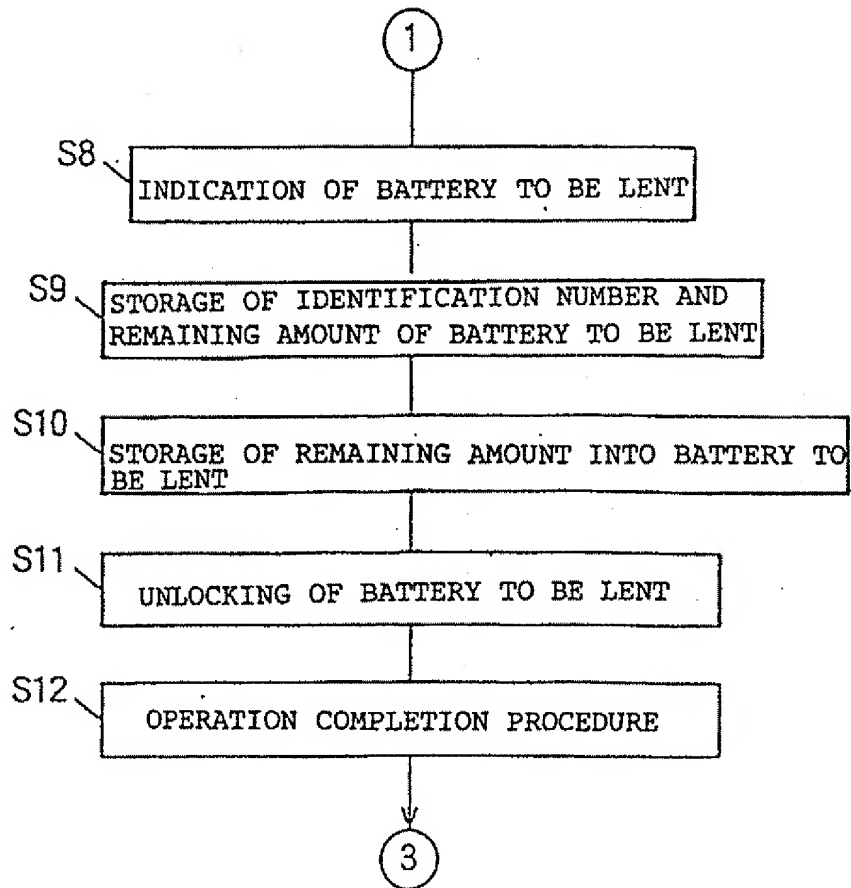 1
S8
INDICATION OF BATTERY TO BE LENT
S9
STORAGE OF IDENTIFICATION NUMBER AND
REMAINING AMOUNT OF BATTERY TO BE LENT
S10
STORAGE OF REMAINING AMOUNT INTO BATTERY TO
BE LENT
S11
UNLOCKING OF BATTERY TO BE LENT
S12
OPERATION COMPLETION PROCEDURE
3